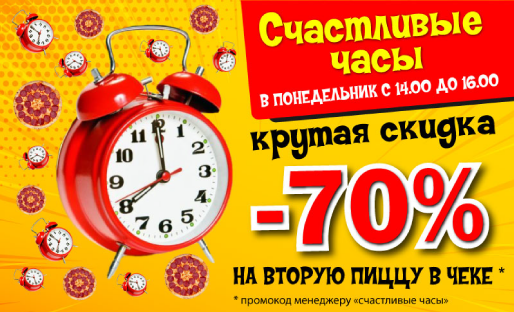 Счастливые
часы
в понедельник с 14.00 до 16.00
крутая скидка
-70%
на вторую пиццу в чеке *
* промокод менеджеру «счастливые часы»